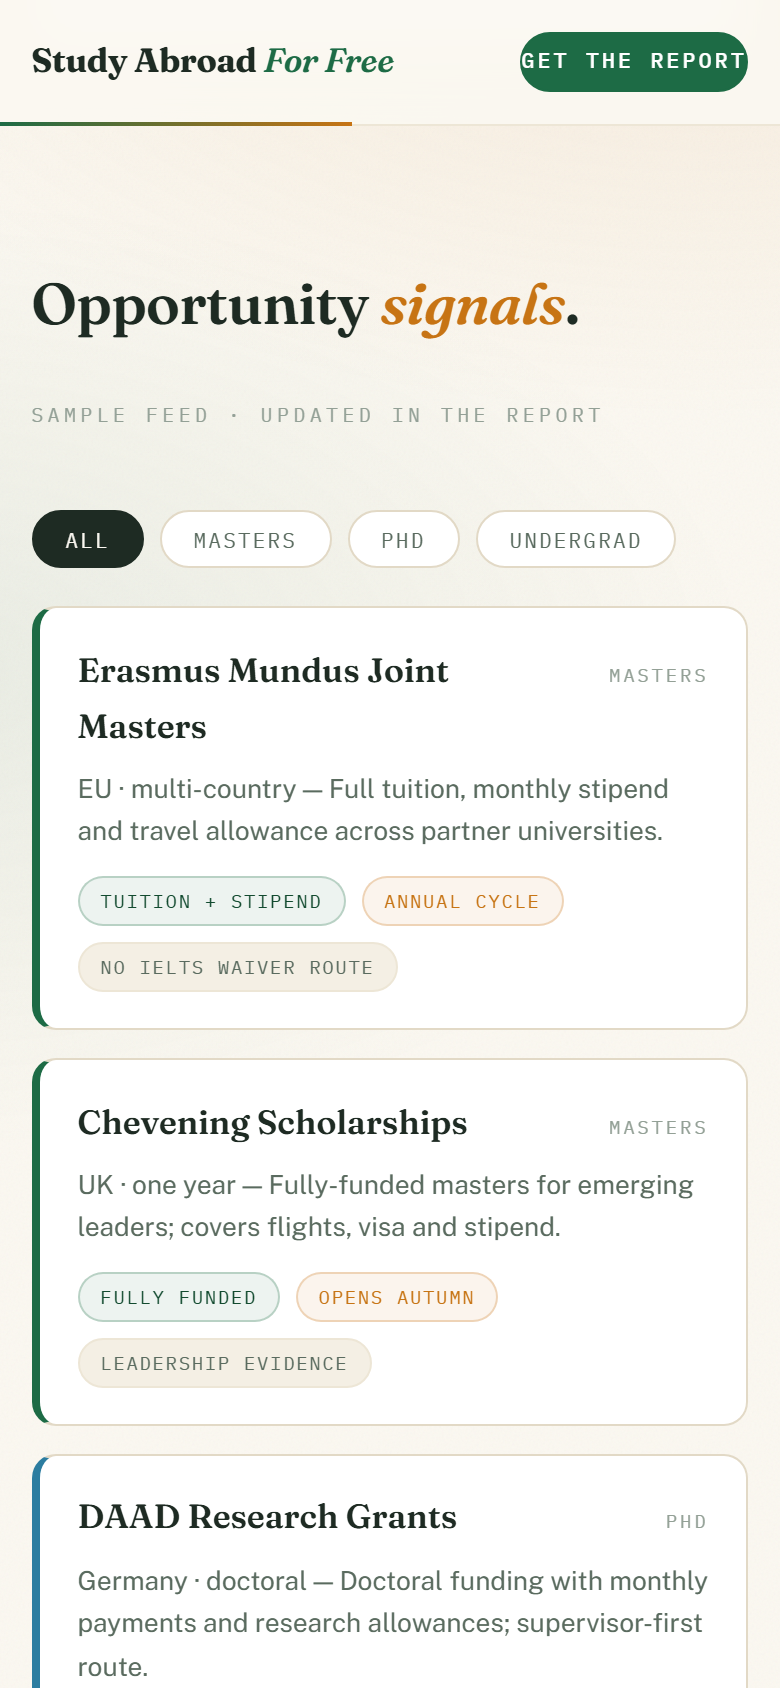 Study Abroad For Free
GET THE REPORT
Opportunity signals.
SAMPLE FEED · UPDATED IN THE REPORT
ALL
MASTERS
PHD
UNDERGRAD
Erasmus Mundus Joint
Masters
MASTERS
EU · multi-country — Full tuition, monthly stipend
and travel allowance across partner universities.
TUITION + STIPEND
ANNUAL CYCLE
NO IELTS WAIVER ROUTE
Chevening Scholarships
MASTERS
UK · one year — Fully-funded masters for emerging
leaders; covers flights, visa and stipend.
FULLY FUNDED
OPENS AUTUMN
LEADERSHIP EVIDENCE
DAAD Research Grants
PHD
Germany · doctoral — Doctoral funding with monthly
payments and research allowances; supervisor-first
route.